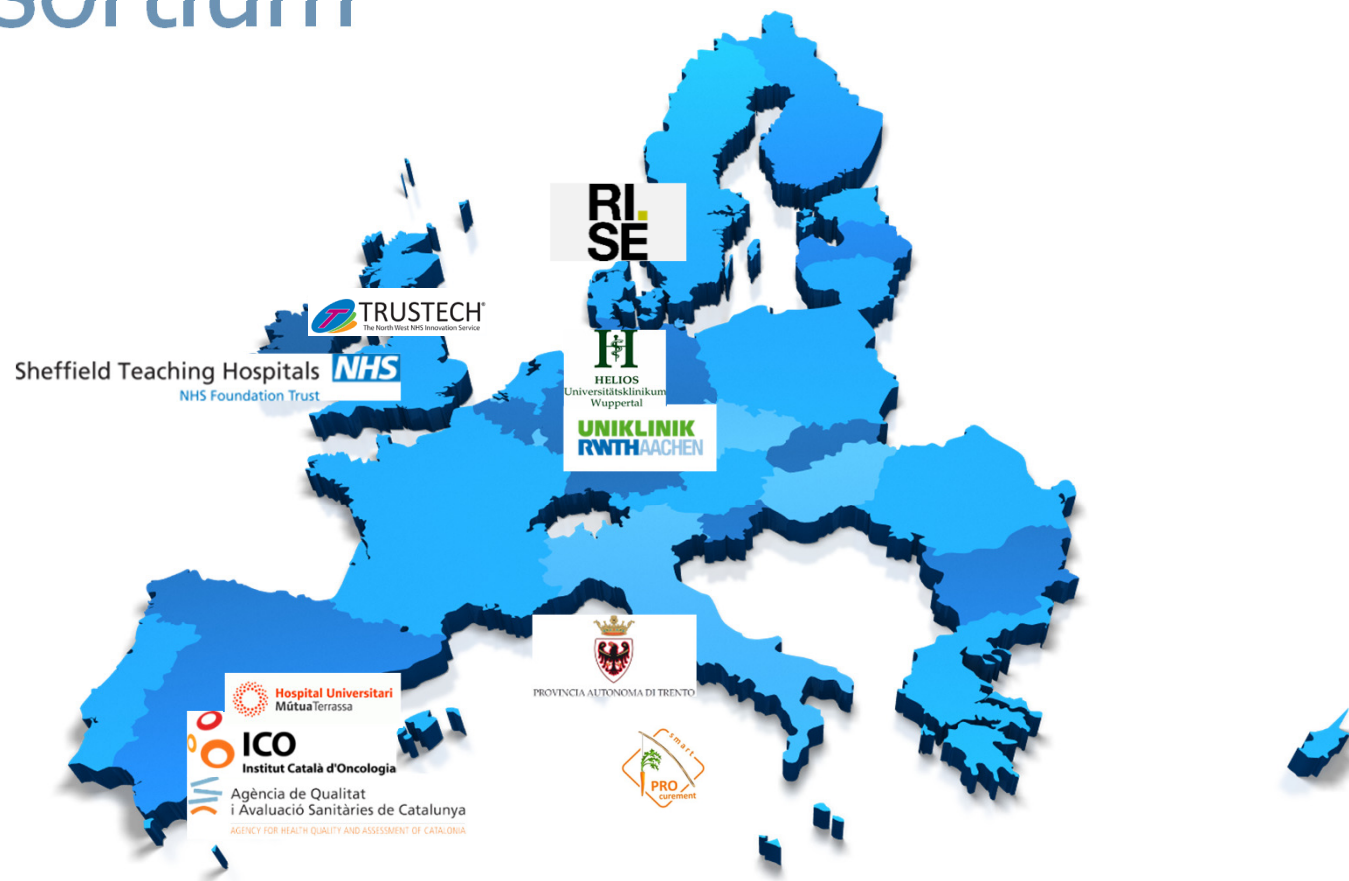 sortium
RI.
SE
TRUSTECH®
The North West NHS Innovation Service
Sheffield Teaching Hospitals NHS
NHS Foundation Trust
H
HELIOS
Universitätsklinikum
Wuppertal
UNIKLINIK
RWTHAACHEN
PROVINCIA AUTONOMA DI TRENTO
Hospital Universitari
MútuaTerrassa
ICO
Institut Català d'Oncologia
Agència de Qualitat
i Avaluació Sanitàries de Catalunya
AGENCY FOR HEALTH QUALITY AND ASSESSMENT OF CATALONIA
smart
PRO
curement